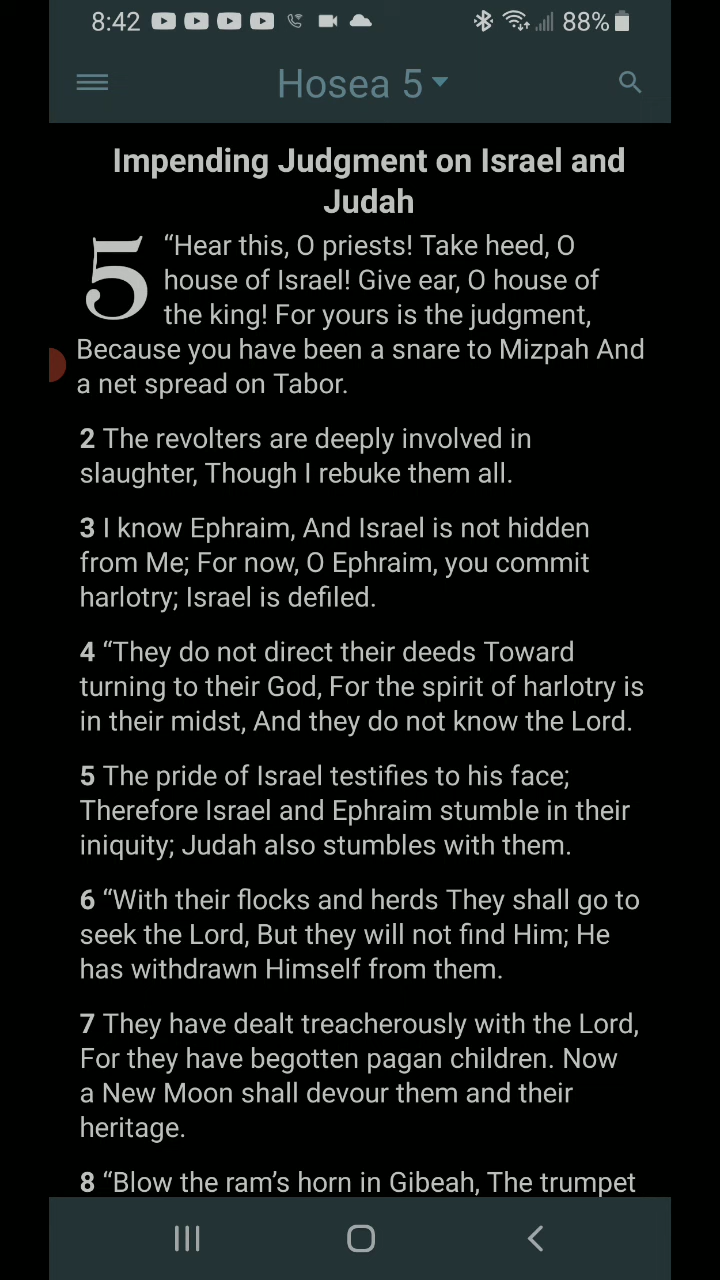 8:42 88%
Hosea 5
Impending Judgment on Israel and
Judah
5 “Hear this, O priests! Take heed, O
house of Israel! Give ear, O house of
the king! For yours is the judgment,
Because you have been a snare to Mizpah And
a net spread on Tabor.
2 The revolters are deeply involved in
slaughter, Though I rebuke them all.
3 I know Ephraim, And Israel is not hidden
from Me; For now, O Ephraim, you commit
harlotry; Israel is defiled.
4 “They do not direct their deeds Toward
turning to their God, For the spirit of harlotry is
in their midst, And they do not know the Lord.
5 The pride of Israel testifies to his face;
Therefore Israel and Ephraim stumble in their
iniquity; Judah also stumbles with them.
6 “With their flocks and herds They shall go to
seek the Lord, But they will not find Him; He
has withdrawn Himself from them.
7 They have dealt treacherously with the Lord,
For they have begotten pagan children. Now
a New Moon shall devour them and their
heritage.
8 “Blow the ram’s horn in Gibeah, The trumpet